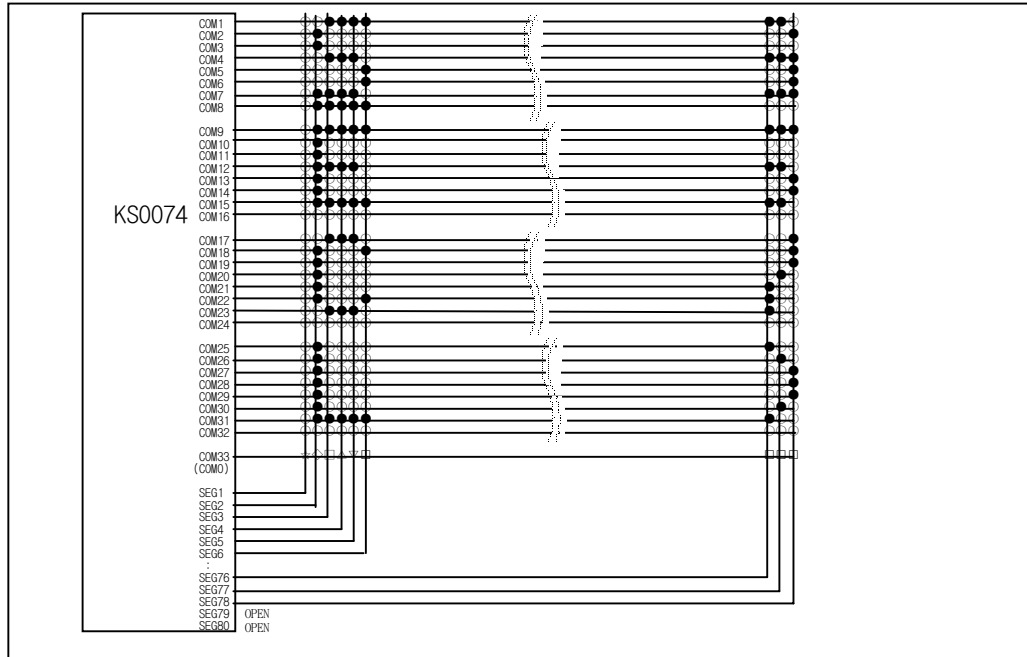 COM1
COM2
COM3
COM4
COM5
COM6
COM7
COM8
COM9
COM10
COM11
COM12
COM13
COM14
COM15
COM16
KS0074
COM17
COM18
COM19
COM20
COM21
COM22
COM23
COM24
COM25
COM26
COM27
COM28
COM29
COM30
COM31
COM32
COM33
(COM0)
SEG1
SEG2
SEG3
SEG4
SEG5
SEG6
:
SEG76
SEG77
SEG78
SEG79 OPEN
SEG80 OPEN